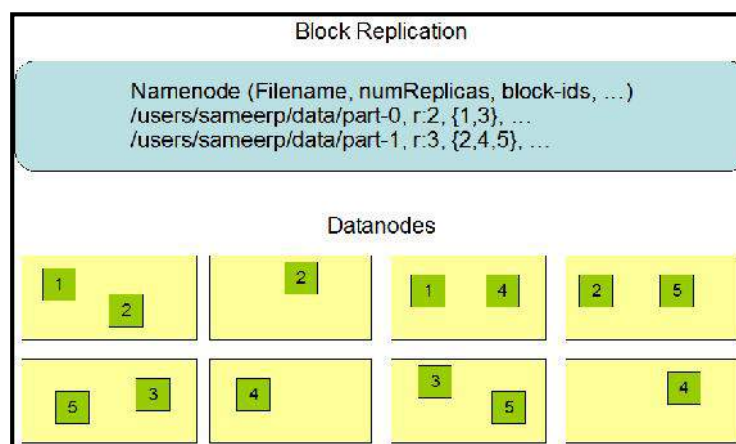 Block Replication
Namenode (Filename, numReplicas, block-ids, …)
/users/sameerp/data/part-0, r:2, {1,3}, …
/users/sameerp/data/part-1, r:3, {2,4,5}, …
Datanodes
1
2
2
1 4
2 5
5 3
4
3
5
4